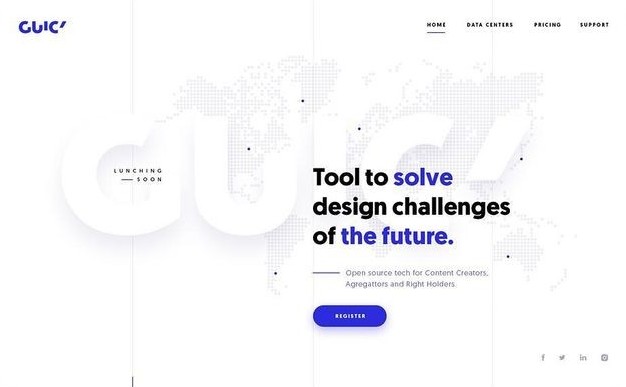 GUIC'
HOME
DATA CENTERS
PRICING
SUPPORT
GUIC'
LUNCHING
SOON
Tool to solve
design challenges
of the future.
Open source tech for Content Creators,
Agregattors and Right Holders.
REGISTER